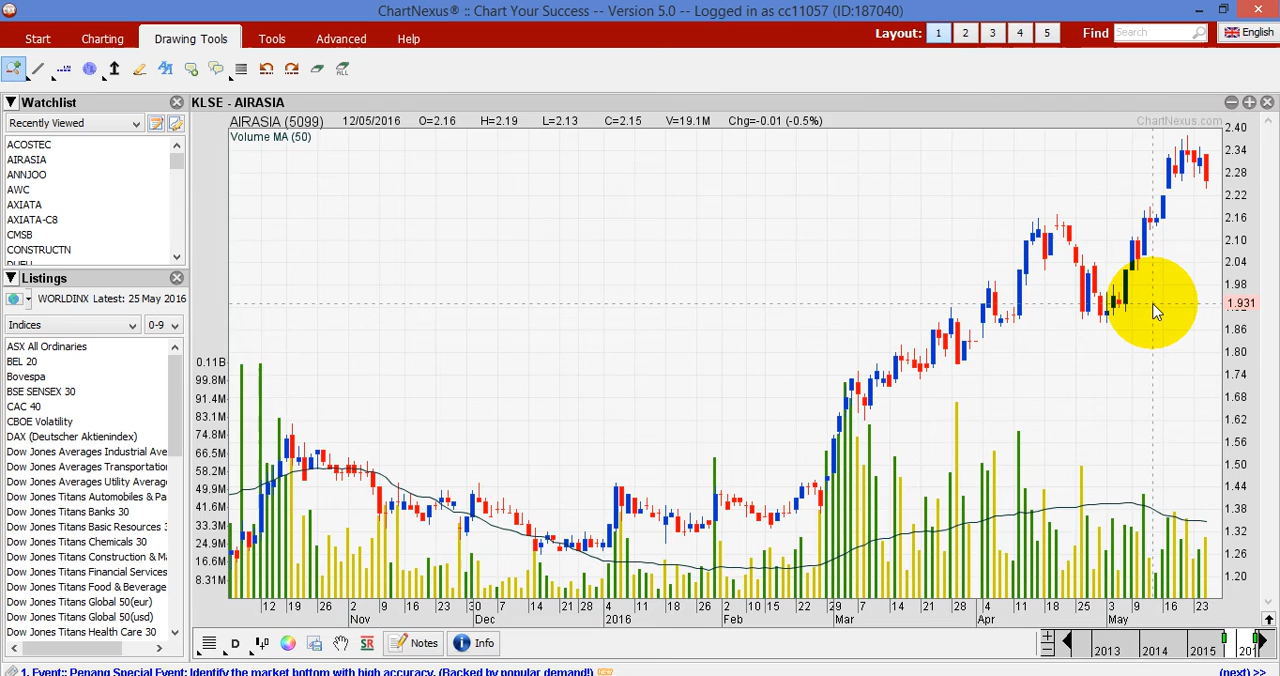 ChartNexus® :: Chart Your Success -- Version 5.0 -- Logged in as cc11057 (ID:187040)
Start Charting Drawing Tools Tools Advanced Help Layout: 1 2 3 4 5 Find Search English
ALL
Watchlist
Recently Viewed
ACOSTEC
AIRASIA
ANNJOO
AWC
AXIATA
AXIATA-C8
CMSB
CONSTRUCTN
Listings
WORLDINX Latest: 25 May 2016
Indices 0-9
ASX All Ordinaries
BEL 20
Bovespa
BSE SENSEX 30
CAC 40
CBOE Volatility
DAX (Deutscher Aktienindex)
Dow Jones Averages Industrial Ave
Dow Jones Averages Transportation
Dow Jones Averages Utility Average
Dow Jones Titans Automobiles & Pa
Dow Jones Titans Banks 30
Dow Jones Titans Basic Resources
Dow Jones Titans Chemicals 30
Dow Jones Titans Construction & M
Dow Jones Titans Financial Services
Dow Jones Titans Food & Beverage
Dow Jones Titans Global 50(eur)
Dow Jones Titans Global 50(usd)
Dow Jones Titans Health Care 30
KLSE - AIRASIA
AIRASIA (5099) 12/05/2016 O=2.16 H=2.19 L=2.13 C=2.15 V=19.1M Chg=-0.01 (-0.5%) ChartNexus.com
Volume MA (50)
2.40
2.34
2.28
2.22
2.16
2.10
2.04
1.98
1.931
1.86
1.80
1.74
1.68
1.62
1.56
1.50
1.44
1.38
1.32
1.26
1.20
0.11B
99.8M
91.4M
83.1M
74.8M
66.5M
58.2M
49.9M
41.6M
33.3M
24.9M
16.6M
8.31M
12 19 26 2 9 16 23 30 7 14 21 28 4 11 18 26 2 10 15 22 29 7 14 21 28 4 11 18 25 3 9 16 23
Nov Dec 2016 Feb Mar Apr May
D SR Notes Info
2013 2014 2015 201
1. Event:: Penang Special Event: Identify the market bottom with high accuracy. (Backed by popular demand!) (next) >>